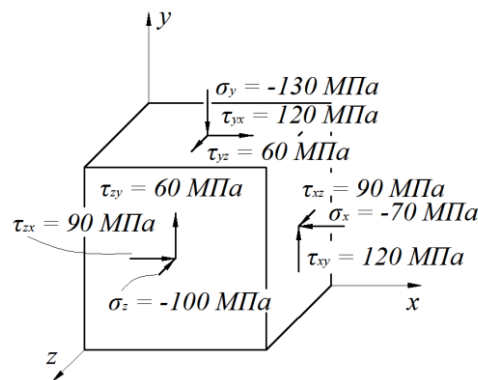 y
σy = -130 МПа
τyx = 120 МПа
τyz = 60 МПа
τzy = 60 МПа
τxz = 90 МПа
τzx = 90 МПа
σx = -70 МПа
τxy = 120 МПа
σz = -100 МПа
x
z